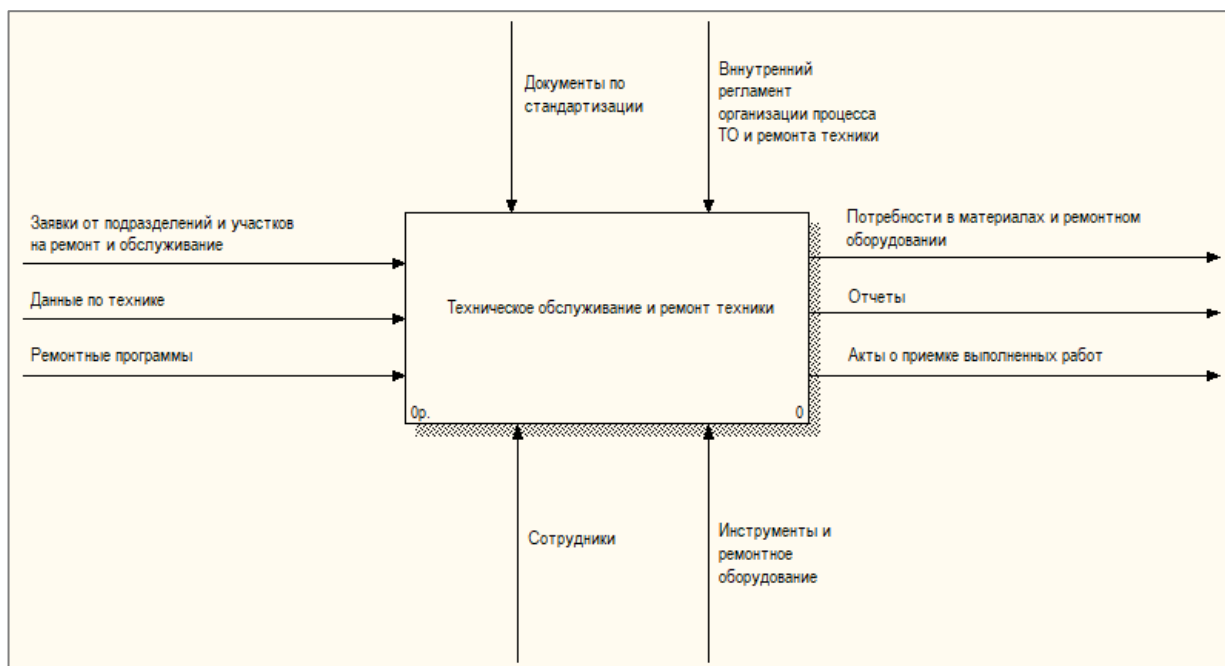 Документы по
стандартизации
Вннутренний
регламент
организации процесса
ТО и ремонта техники
Заявки от подразделений и участков
на ремонт и обслуживание
Данные по технике
Ремонтные программы
Техническое обслуживание и ремонт техники
0р.
0
Потребности в материалах и ремонтном
оборудовании
Отчеты
Акты о приемке выполненных работ
Сотрудники
Инструменты и
ремонтное
оборудование